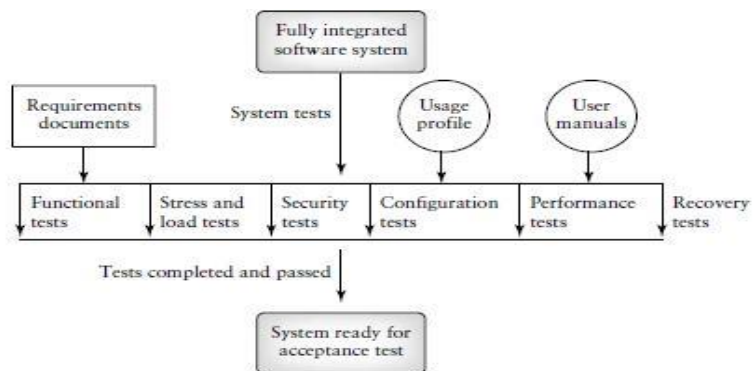 Fully integrated
software system
Requirements
documents
System tests
Usage
profile
User
manuals
Functional
tests
Stress and
load tests
Security
tests
Configuration
tests
Performance
tests
Recovery
tests
Tests completed and passed
System ready for
acceptance test